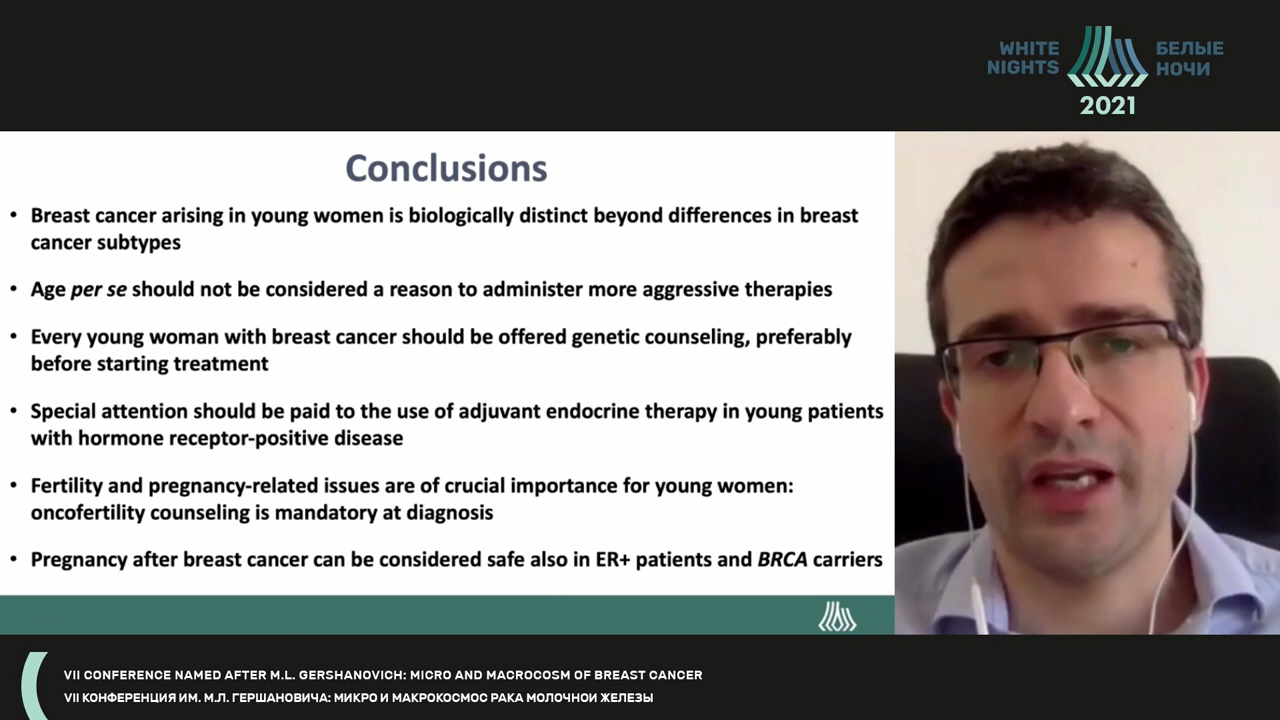 WHITE
NIGHTS
БЕЛЫЕ
НОЧИ
2021
Conclusions
• Breast cancer arising in young women is biologically distinct beyond differences in breast
cancer subtypes
• Age per se should not be considered a reason to administer more aggressive therapies
• Every young woman with breast cancer should be offered genetic counseling, preferably
before starting treatment
• Special attention should be paid to the use of adjuvant endocrine therapy in young patients
with hormone receptor-positive disease
• Fertility and pregnancy-related issues are of crucial importance for young women:
oncofertility counseling is mandatory at diagnosis
• Pregnancy after breast cancer can be considered safe also in ER+ patients and BRCA carriers
VII CONFERENCE NAMED AFTER M.L. GERSHANOVICH: MICRO AND MACROCOSM OF BREAST CANCER
VII КОНФЕРЕНЦИЯ ИМ. М.Л. ГЕРШАНОВИЧА: МИКРО И МАКРОКОСМОС РАКА МОЛОЧНОИ ЖЕЛЕЗЫ